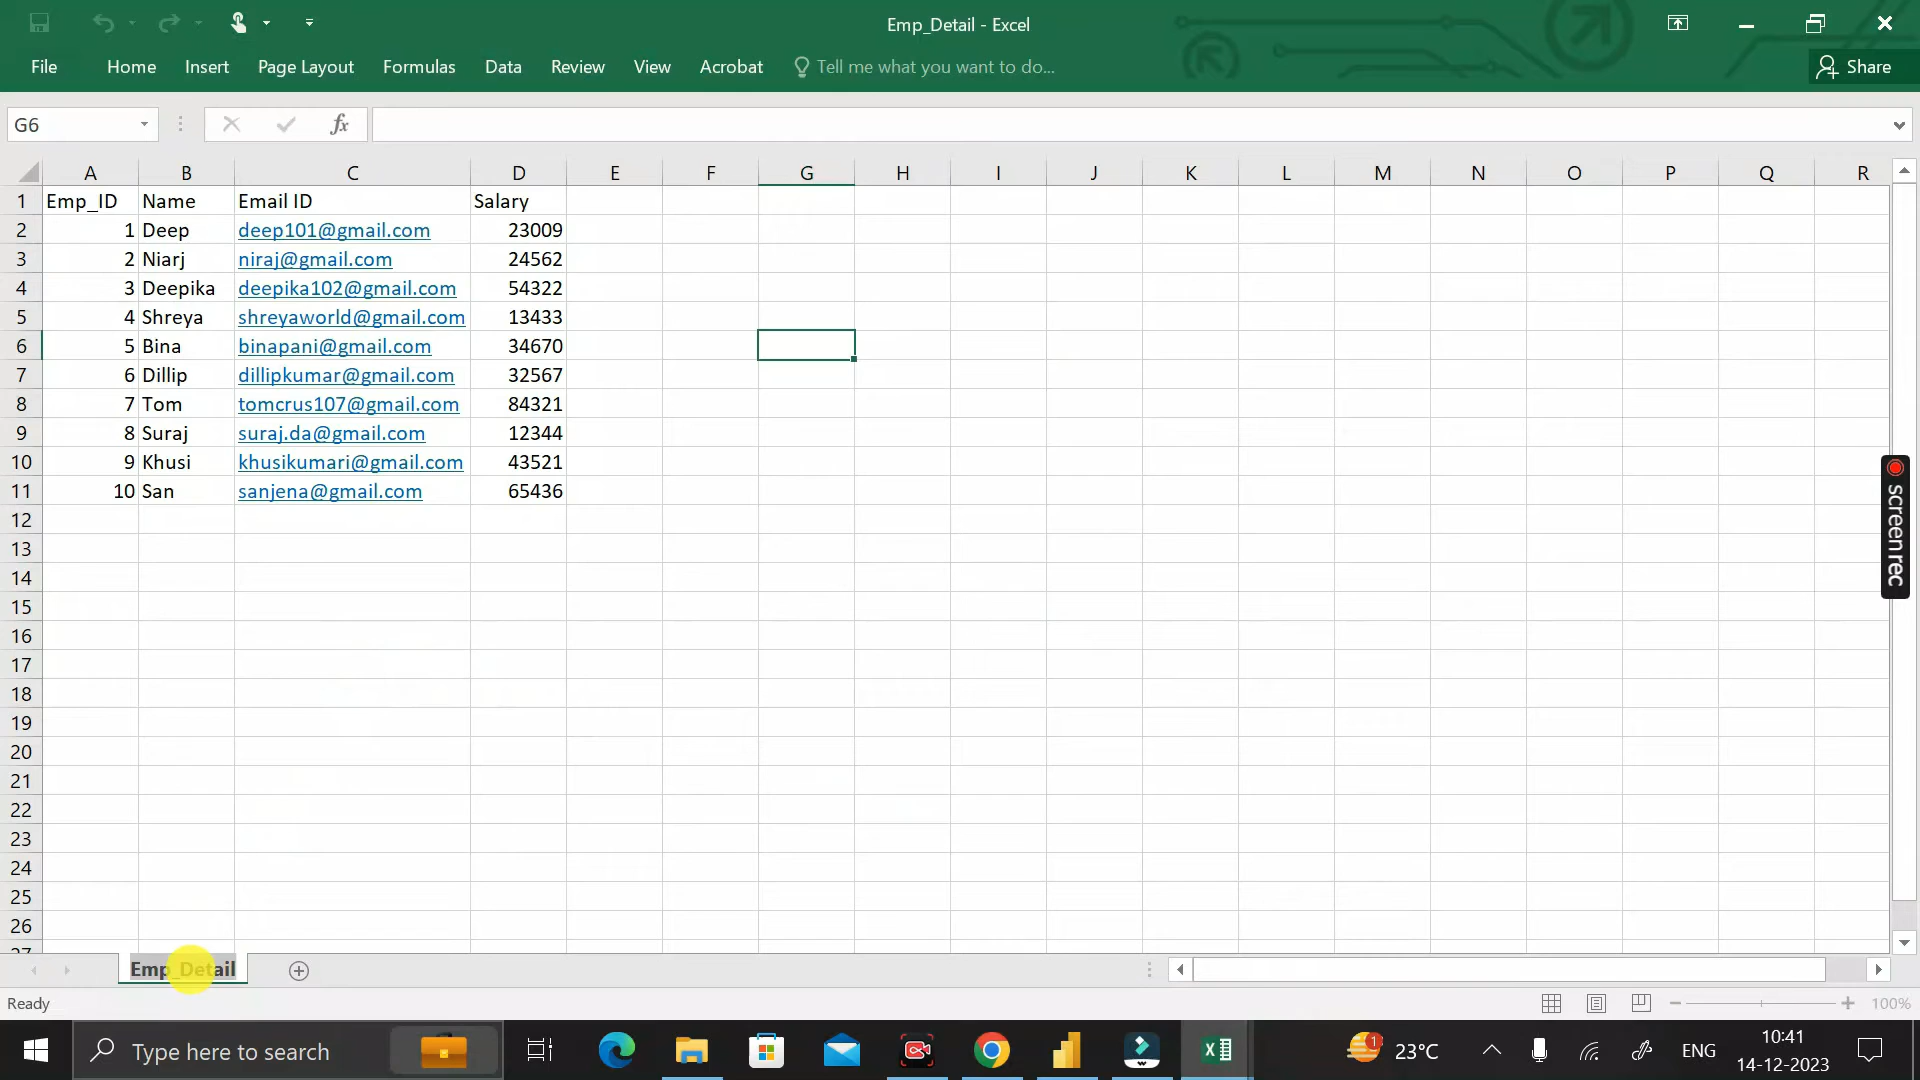 Emp_Detail - Excel
File Home Insert Page Layout Formulas Data Review View Acrobat Tell me what you want to do... Share
G6 fx
A B C D E F G H I J K L M N O P Q R
1 Emp_ID Name Email ID Salary
2 1 Deep deep101@gmail.com 23009
3 2 Niarj niraj@gmail.com 24562
4 3 Deepika deepika102@gmail.com 54322
5 4 Shreya shreyaworld@gmail.com 13433
6 5 Bina binapani@gmail.com 34670
7 6 Dillip dillipkumar@gmail.com 32567
8 7 Tom tomcrus107@gmail.com 84321
9 8 Suraj suraj.da@gmail.com 12344
10 9 Khusi khusikumari@gmail.com 43521
11 10 San sanjena@gmail.com 65436
12
13
14
15
16
17
18
19
20
21
22
23
24
25
26
27
screen rec
Emp_Detail
Ready 100%
Type here to search 1 23°C ENG 10:41
14-12-2023